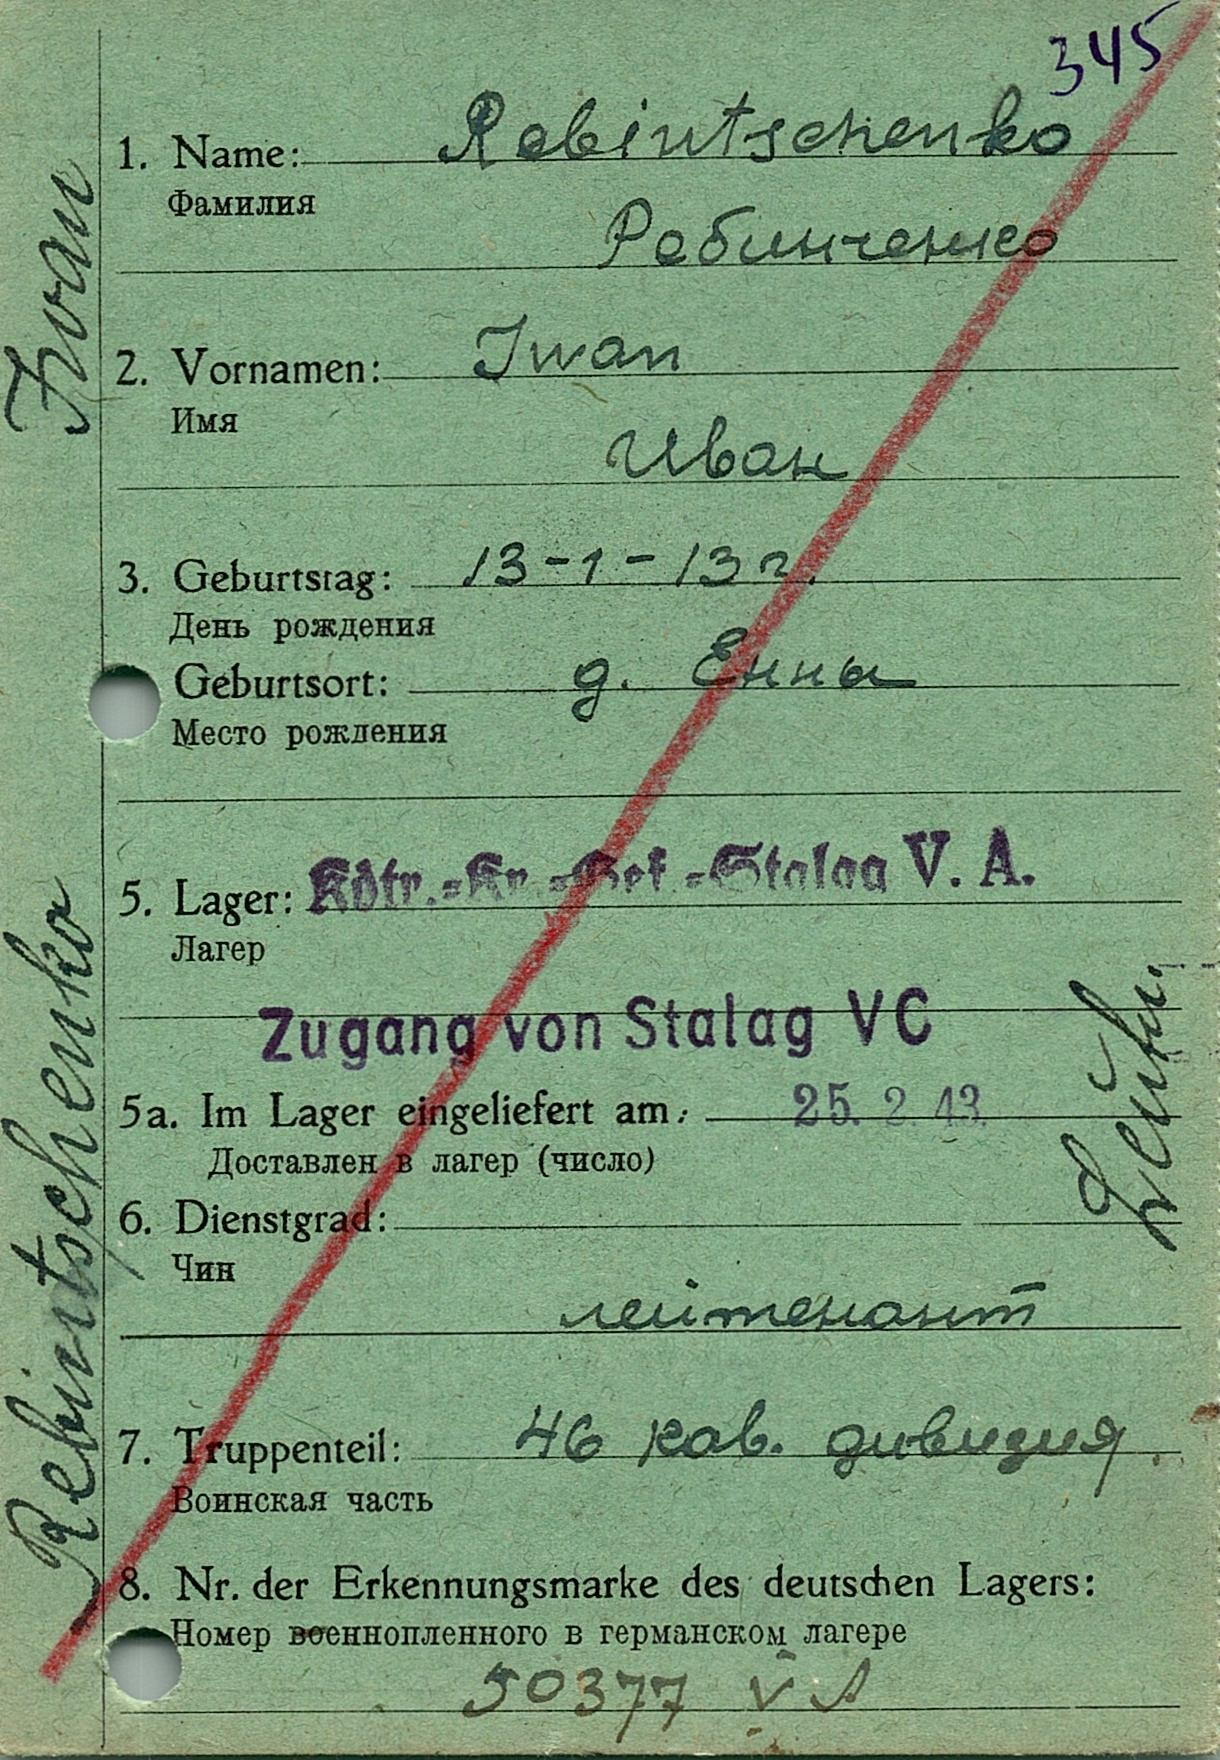 345
1. Name: Rebintschenko
Фамилия
Ребинченко
2. Vornamen: Iwan
Имя
Иван
3. Geburtstag: 13-1-13 г.
День рождения
Geburtsort: д. Енны
Место рождения
5. Lager: Kdtr.-Kr.-Gef.-Stalag V. A.
Лагер
Zugang von Stalag VC
5a. Im Lager eingeliefert am: 25. 2. 43.
Доставлен в лагер (число)
6. Dienstgrad:
Чин
лейтенант
7. Truppenteil: 46 кав. дивизия.
Воинская часть
8. Nr. der Erkennungsmarke des deutschen Lagers:
Номер военнопленного в германском лагере
50377 V A
Rebintschenko Iwan